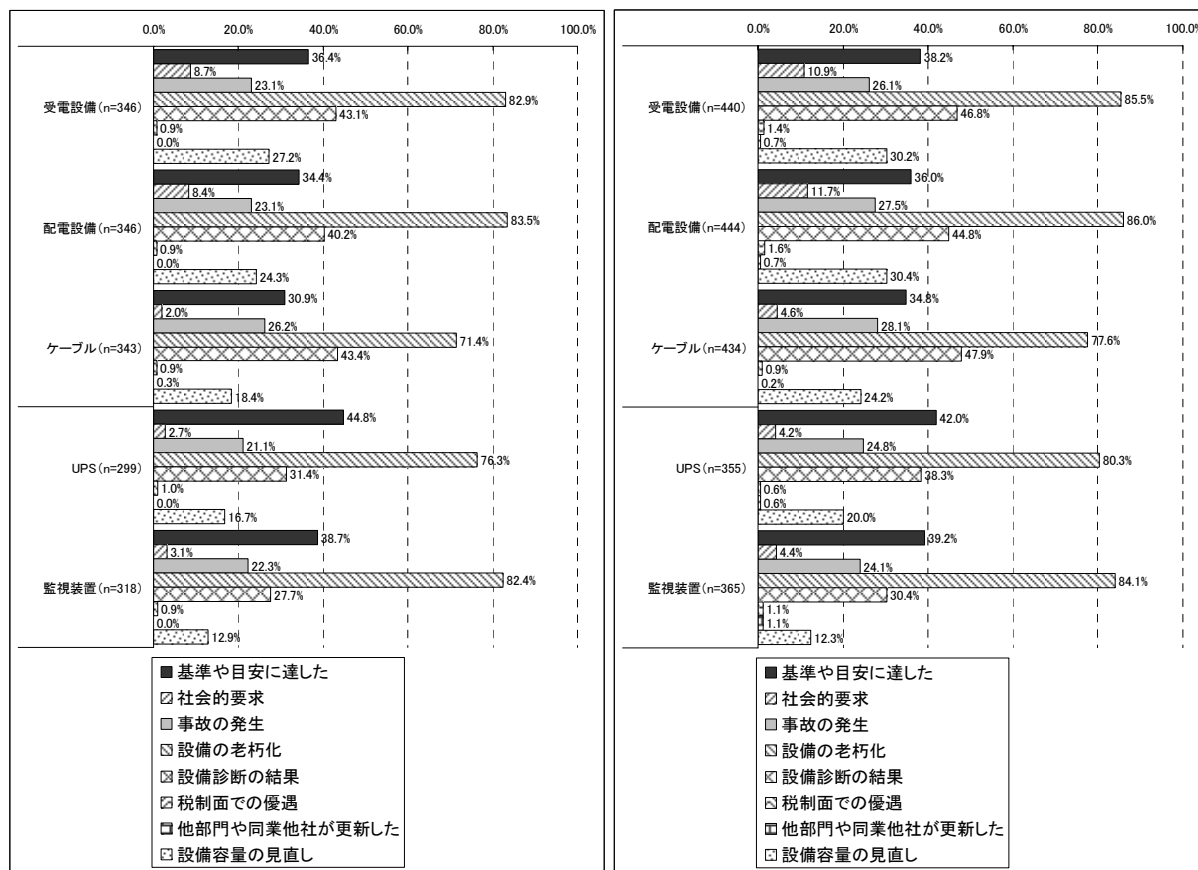 0.0% 20.0% 40.0% 60.0% 80.0% 100.0%
受電設備(n=346)
36.4%
8.7%
23.1%
82.9%
43.1%
0.9%
0.0%
27.2%
配電設備(n=346)
34.4%
8.4%
23.1%
83.5%
40.2%
0.9%
0.0%
24.3%
ケーブル(n=343)
30.9%
2.0%
26.2%
71.4%
43.4%
0.9%
0.3%
18.4%
UPS(n=299)
44.8%
2.7%
21.1%
76.3%
31.4%
1.0%
0.0%
16.7%
監視装置(n=318)
38.7%
3.1%
22.3%
82.4%
27.7%
0.9%
0.0%
12.9%
基準や目安に達した
社会的要求
事故の発生
設備の老朽化
設備診断の結果
税制面での優遇
他部門や同業他社が更新した
設備容量の見直し
0.0% 20.0% 40.0% 60.0% 80.0% 100.0%
受電設備(n=440)
38.2%
10.9%
26.1%
85.5%
46.8%
1.4%
0.7%
30.2%
配電設備(n=444)
36.0%
11.7%
27.5%
86.0%
44.8%
1.6%
0.7%
30.4%
ケーブル(n=434)
34.8%
4.6%
28.1%
77.6%
47.9%
0.9%
0.2%
24.2%
UPS(n=355)
42.0%
4.2%
24.8%
80.3%
38.3%
0.6%
0.6%
20.0%
監視装置(n=365)
39.2%
4.4%
24.1%
84.1%
30.4%
1.1%
1.1%
12.3%
基準や目安に達した
社会的要求
事故の発生
設備の老朽化
設備診断の結果
税制面での優遇
他部門や同業他社が更新した
設備容量の見直し